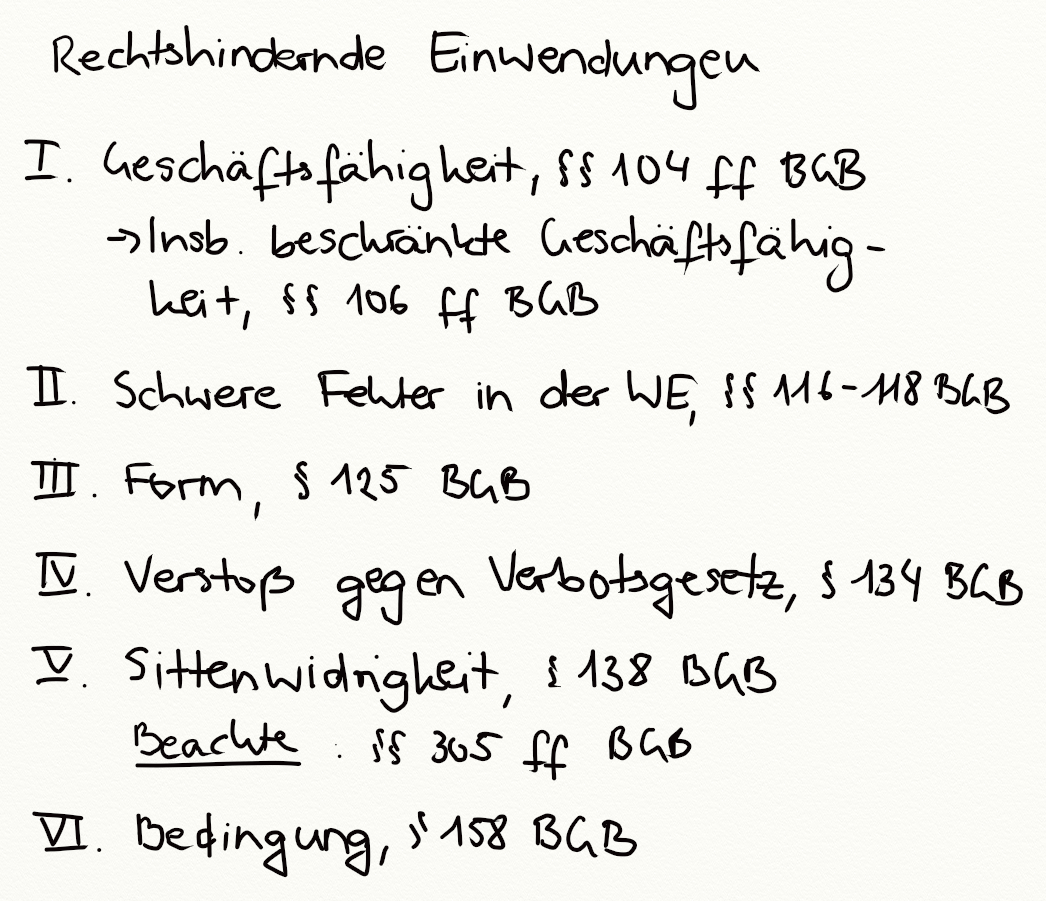 Rechtshindernde Einwendungen
I. Geschäftsfähigkeit, §§ 104 ff BGB
→ Insb. beschränkte Geschäftsfähig-
keit, §§ 106 ff BGB
II. Schwere Fehler in der WE, §§ 116-118 BGB
III. Form, § 125 BGB
IV. Verstoß gegen Verbotsgesetz, § 134 BGB
V. Sittenwidrigkeit, § 138 BGB
Beachte: §§ 305 ff BGB
VI. Bedingung, § 158 BGB